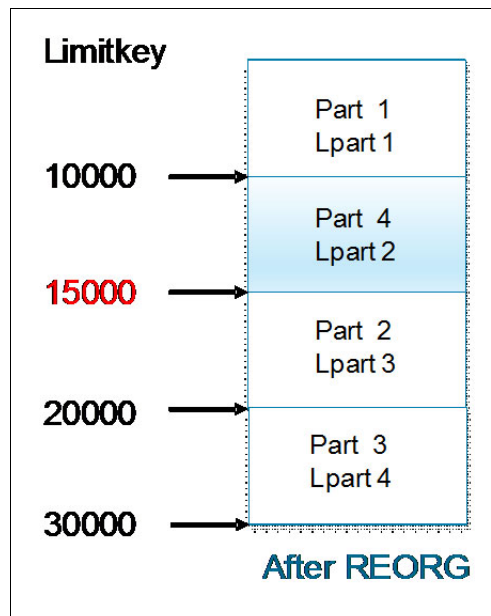 Limitkey
Part 1
Lpart 1
10000
Part 4
Lpart 2
15000
Part 2
Lpart 3
20000
Part 3
Lpart 4
30000
After REORG